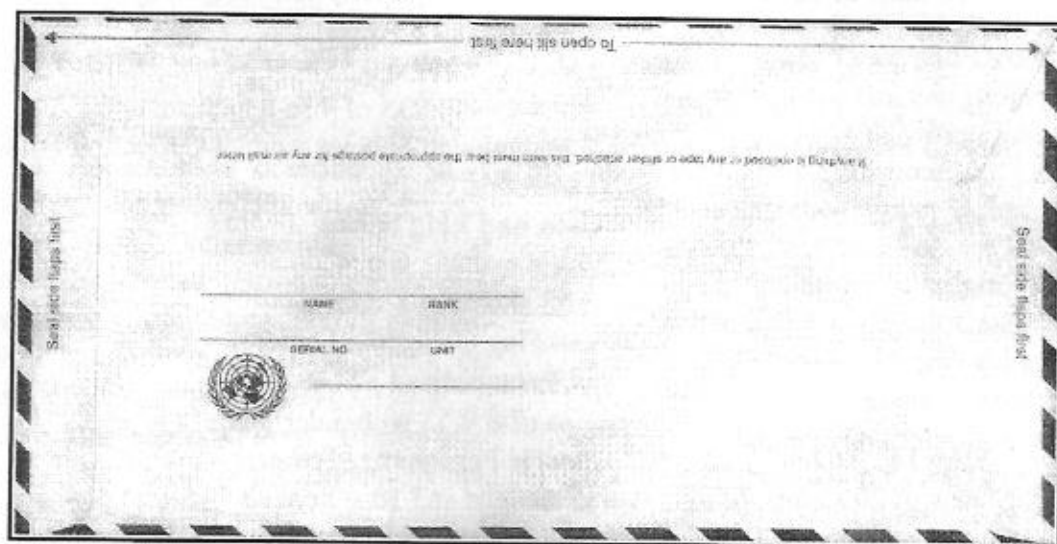 To open slit here first
If anything is enclosed or any tape or sticker attached, this form must bear the appropriate postage for any air mail letter
Seal side flaps first
Seal side flaps first
NAME RANK
SERIAL NO UNIT